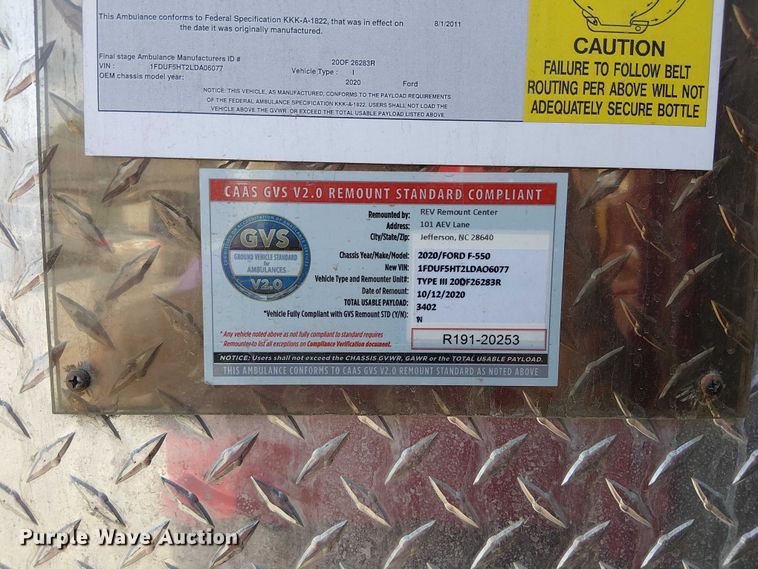 This Ambulance conforms to Federal Specification KKK-A-1822, that was in effect on 8/1/2011
the date it was originally manufactured.
Final stage Ambulance Manufacturers ID # 20OF 26283R
VIN : 1FDUF5HT2LDA06077 Vehicle Type : I
OEM chassis model year: 2020 Ford
NOTICE: THIS VEHICLE, AS MANUFACTURED, CONFORMS TO THE PAYLOAD REQUIREMENTS
OF THE FEDERAL AMBULANCE SPECIFICATION KKK-A-1822. USERS SHALL NOT LOAD THE
VEHICLE ABOVE THE GVWR, OR EXCEED THE TOTAL USABLE PAYLOAD LISTED ABOVE
CAUTION
FAILURE TO FOLLOW BELT
ROUTING PER ABOVE WILL NOT
ADEQUATELY SECURE BOTTLE
CAAS GVS V2.0 REMOUNT STANDARD COMPLIANT
GVS
GROUND VEHICLE STANDARD
for
AMBULANCES
V2.0
Remounted by: REV Remount Center
Address: 101 AEV Lane
City/State/Zip: Jefferson, NC 28640
Chassis Year/Make/Model: 2020/FORD F-550
New VIN: 1FDUF5HT2LDAO6077
Vehicle Type and Remounter Unit#: TYPE III 20DF26283R
Date of Remount: 10/12/2020
TOTAL USABLE PAYLOAD: 3402
*Vehicle Fully Compliant with GVS Remount STD (Y/N): N
* Any vehicle noted above as not fully compliant to standard requires
Remounter to list all exceptions on Compliance Verification document.
R191-20253
NOTICE: Users shall not exceed the CHASSIS GVWR, GAWR or the TOTAL USABLE PAYLOAD.
THIS AMBULANCE CONFORMS TO CAAS GVS V2.0 REMOUNT STANDARD AS NOTED ABOVE
Purple Wave Auction